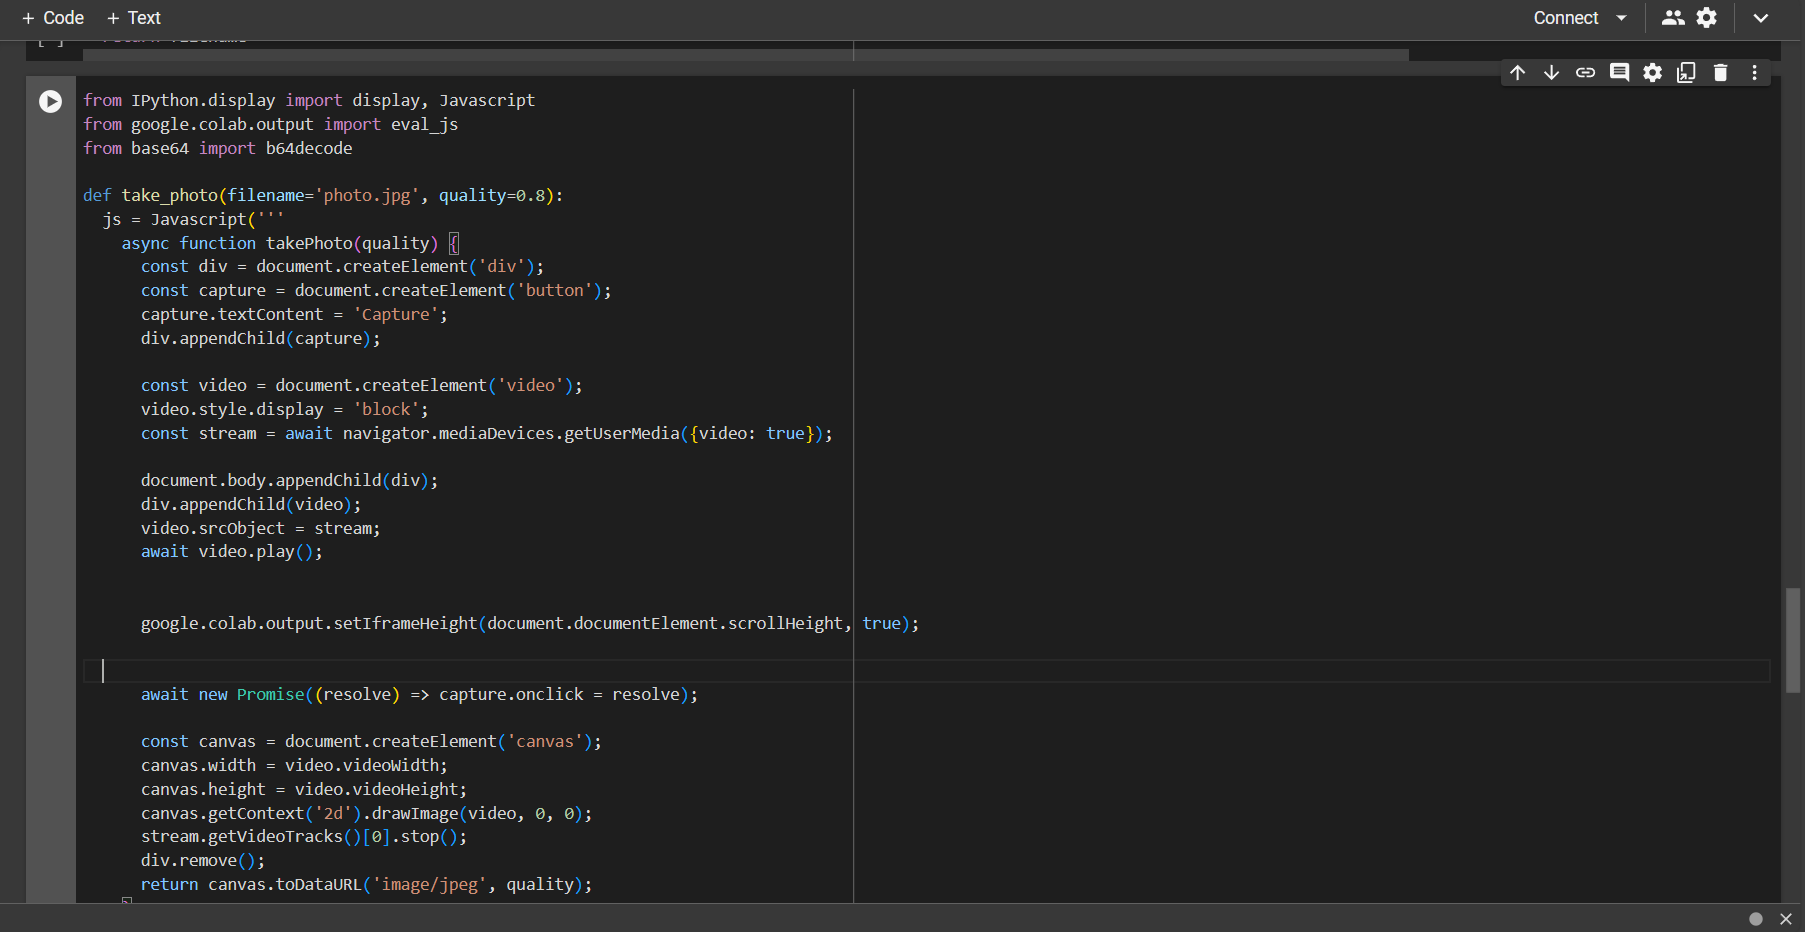 + Code + Text
Connect
from IPython.display import display, Javascript
from google.colab.output import eval_js
from base64 import b64decode
def take_photo(filename='photo.jpg', quality=0.8):
js = Javascript('''
async function takePhoto(quality) {
const div = document.createElement('div');
const capture = document.createElement('button');
capture.textContent = 'Capture';
div.appendChild(capture);
const video = document.createElement('video');
video.style.display = 'block';
const stream = await navigator.mediaDevices.getUserMedia({video: true});
document.body.appendChild(div);
div.appendChild(video);
video.srcObject = stream;
await video.play();
google.colab.output.setIframeHeight(document.documentElement.scrollHeight, true);
await new Promise((resolve) => capture.onclick = resolve);
const canvas = document.createElement('canvas');
canvas.width = video.videoWidth;
canvas.height = video.videoHeight;
canvas.getContext('2d').drawImage(video, 0, 0);
stream.getVideoTracks()[0].stop();
div.remove();
return canvas.toDataURL('image/jpeg', quality);